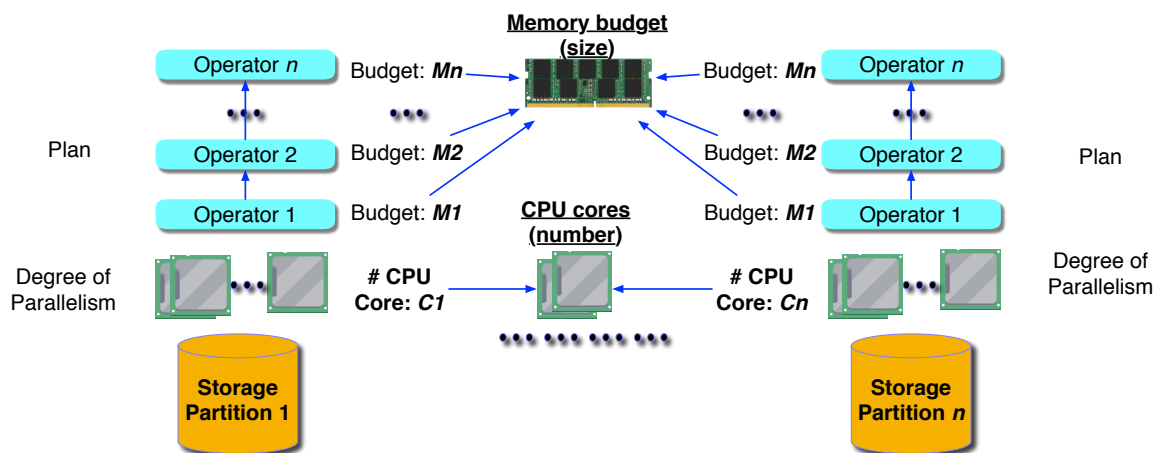 Memory budget
(size)
Operator n
Budget: Mn
Budget: Mn
Operator n
Plan
Operator 2
Budget: M2
Budget: M2
Operator 2
Plan
Operator 1
Budget: M1
CPU cores
(number)
Budget: M1
Operator 1
Degree of
Parallelism
# CPU
Core: C1
# CPU
Core: Cn
Degree of
Parallelism
Storage
Partition 1
Storage
Partition n